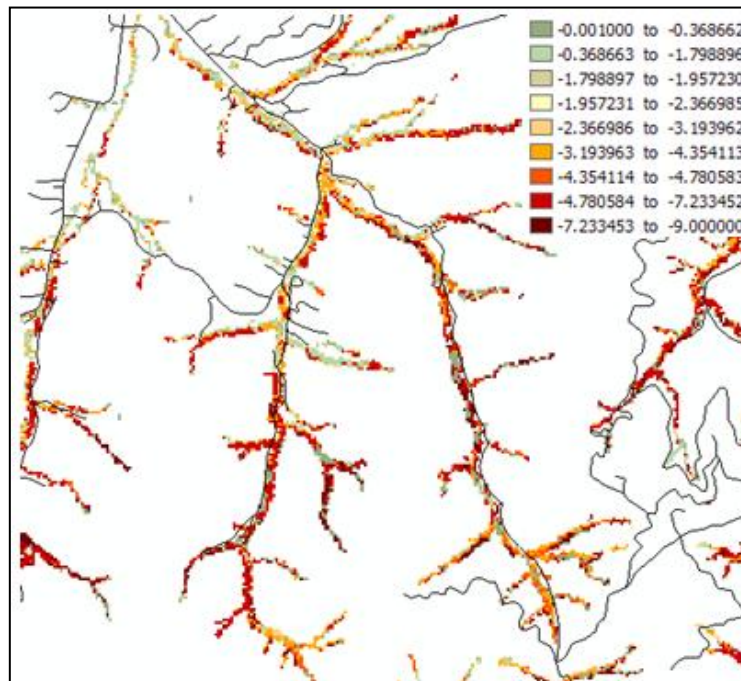 -0.001000 to -0.368662
-0.368663 to -1.798896
-1.798897 to -1.957230
-1.957231 to -2.366985
-2.366986 to -3.193962
-3.193963 to -4.354113
-4.354114 to -4.780583
-4.780584 to -7.233452
-7.233453 to -9.000000